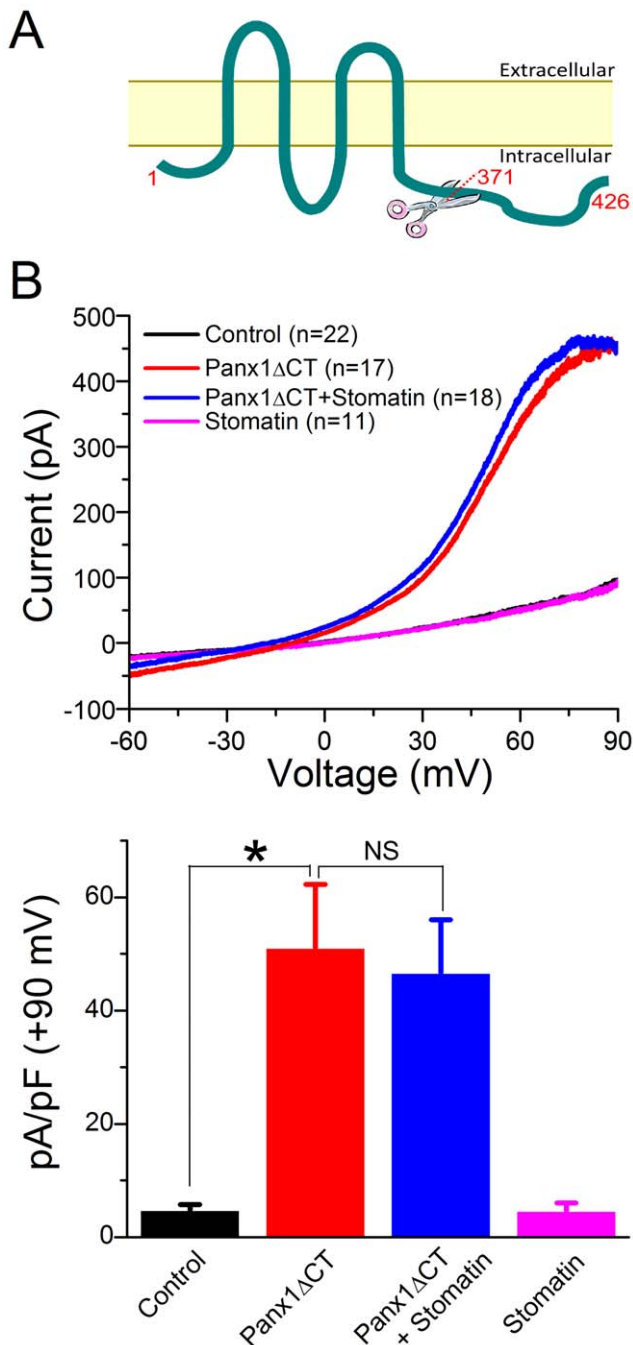 A
Extracellular
Intracellular
1
371
426
B
500
400
300
200
100
0
-100
Current (pA)
Control (n=22)
Panx1ΔCT (n=17)
Panx1ΔCT+Stomatin (n=18)
Stomatin (n=11)
-60 -30 0 30 60 90
Voltage (mV)
60
40
20
0
pA/pF (+90 mV)
*
NS
Control
Panx1ΔCT
Panx1ΔCT
+ Stomatin
Stomatin